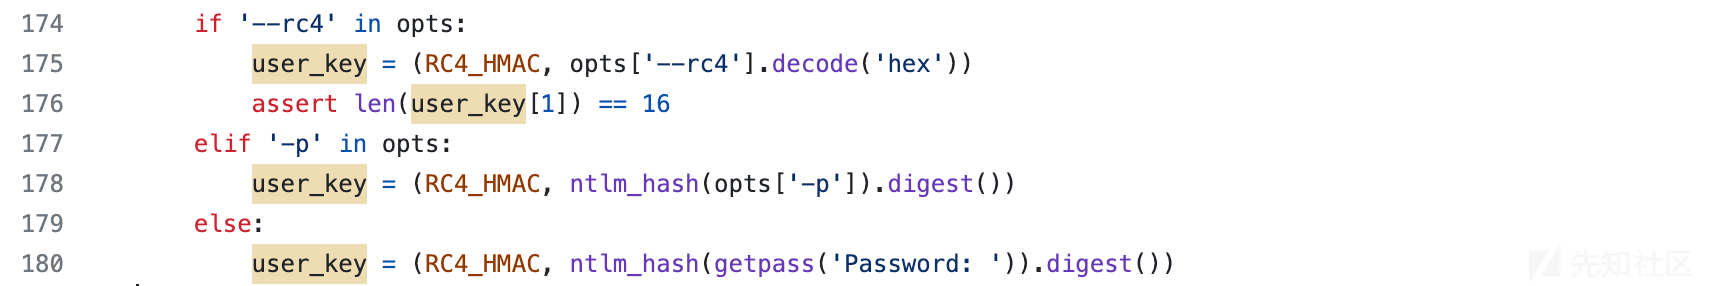 174 if '--rc4' in opts:
175 user_key = (RC4_HMAC, opts['--rc4'].decode('hex'))
176 assert len(user_key[1]) == 16
177 elif '-p' in opts:
178 user_key = (RC4_HMAC, ntlm_hash(opts['-p']).digest())
179 else:
180 user_key = (RC4_HMAC, ntlm_hash(getpass('Password: ')).digest())
先知社区